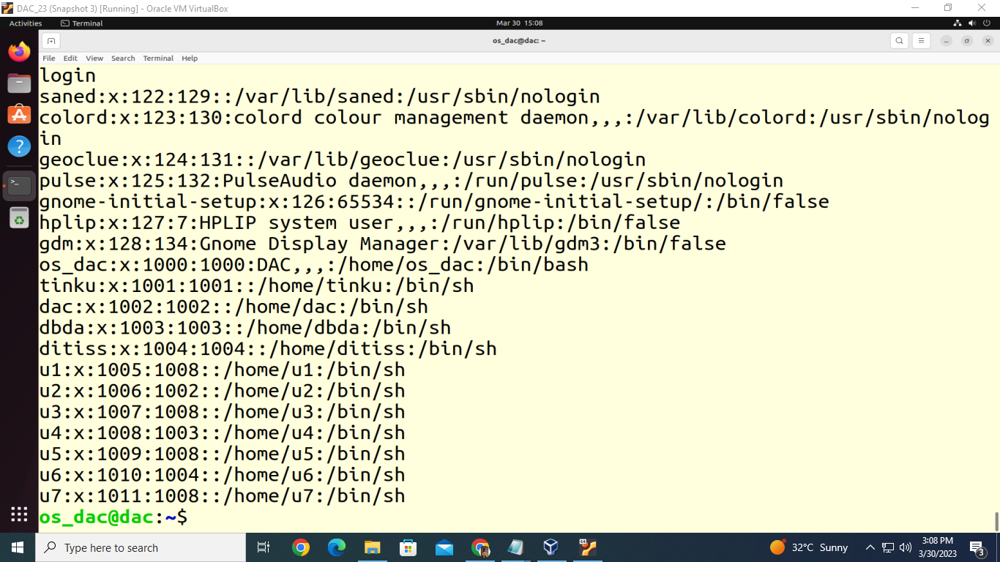 DAC_23 (Snapshot 3) [Running] - Oracle VM VirtualBox
Activities
Terminal
Mar 30 15:08
os_dac@dac: ~
File Edit View Search Terminal Help
login
saned:x:122:129::/var/lib/saned:/usr/sbin/nologin
colord:x:123:130:colord colour management daemon,,,:/var/lib/colord:/usr/sbin/nolog
in
geoclue:x:124:131::/var/lib/geoclue:/usr/sbin/nologin
pulse:x:125:132:PulseAudio daemon,,,:/run/pulse:/usr/sbin/nologin
gnome-initial-setup:x:126:65534::/run/gnome-initial-setup/:/bin/false
hplip:x:127:7:HPLIP system user,,,:/run/hplip:/bin/false
gdm:x:128:134:Gnome Display Manager:/var/lib/gdm3:/bin/false
os_dac:x:1000:1000:DAC,,,:/home/os_dac:/bin/bash
tinku:x:1001:1001::/home/tinku:/bin/sh
dac:x:1002:1002::/home/dac:/bin/sh
dbda:x:1003:1003::/home/dbda:/bin/sh
ditiss:x:1004:1004::/home/ditiss:/bin/sh
u1:x:1005:1008::/home/u1:/bin/sh
u2:x:1006:1002::/home/u2:/bin/sh
u3:x:1007:1008::/home/u3:/bin/sh
u4:x:1008:1003::/home/u4:/bin/sh
u5:x:1009:1008::/home/u5:/bin/sh
u6:x:1010:1004::/home/u6:/bin/sh
u7:x:1011:1008::/home/u7:/bin/sh
os_dac@dac:~$
Type here to search
32°C Sunny
3:08 PM
3/30/2023
3